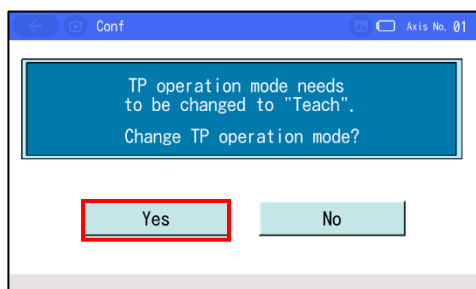 Conf
Axis No. 01
TP operation mode needs
to be changed to "Teach".
Change TP operation mode?
Yes
No